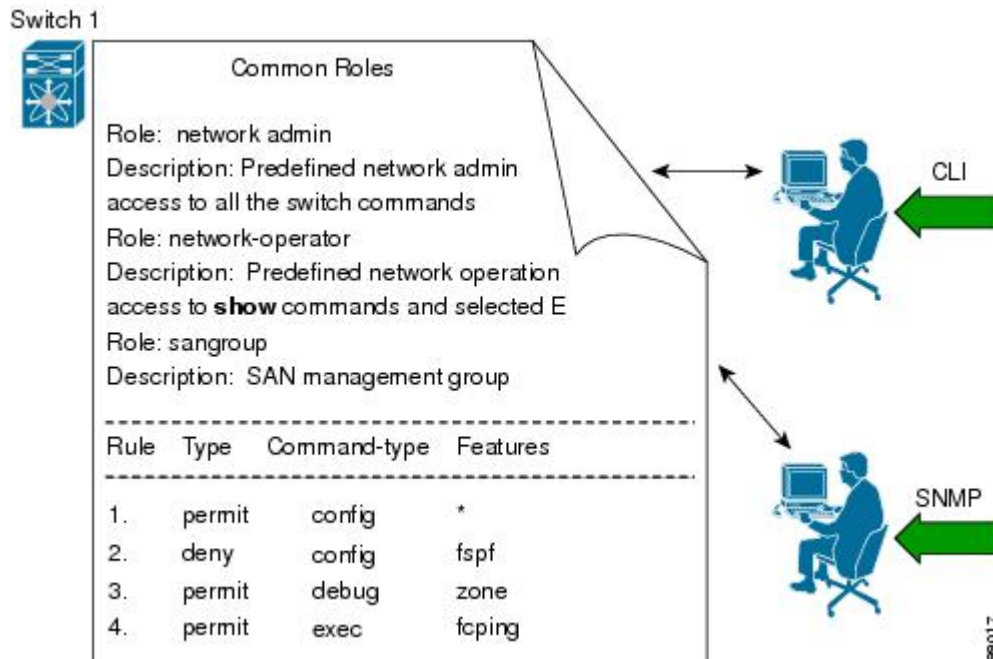 Switch 1
Common Roles
Role: network admin
Description: Predefined network admin
access to all the switch commands
Role: network-operator
Description: Predefined network operation
access to show commands and selected E
Role: sangroup
Description: SAN management group
Rule Type Command-type Features
1. permit config *
2. deny config fspf
3. permit debug zone
4. permit exec fcping
CLI
SNMP